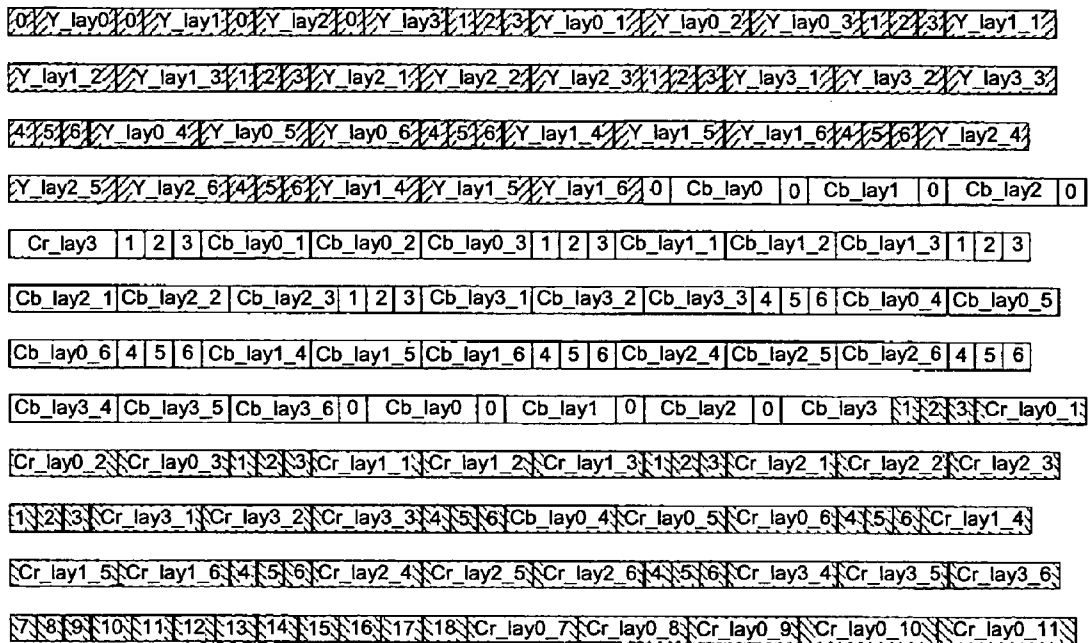 0 Y_lay0 0 Y_lay1 0 Y_lay2 0 Y_lay3 1 2 3 Y_lay0_1 Y_lay0_2 Y_lay0_3 1 2 3 Y_lay1_1
Y_lay1_2 Y_lay1_3 1 2 3 Y_lay2_1 Y_lay2_2 Y_lay2_3 1 2 3 Y_lay3_1 Y_lay3_2 Y_lay3_3
4 5 6 Y_lay0_4 Y_lay0_5 Y_lay0_6 4 5 6 Y_lay1_4 Y_lay1_5 Y_lay1_6 4 5 6 Y_lay2_4
Y_lay2_5 Y_lay2_6 4 5 6 Y_lay1_4 Y_lay1_5 Y_lay1_6 0 Cb_lay0 0 Cb_lay1 0 Cb_lay2 0
Cr_lay3 1 2 3 Cb_lay0_1 Cb_lay0_2 Cb_lay0_3 1 2 3 Cb_lay1_1 Cb_lay1_2 Cb_lay1_3 1 2 3
Cb_lay2_1 Cb_lay2_2 Cb_lay2_3 1 2 3 Cb_lay3_1 Cb_lay3_2 Cb_lay3_3 4 5 6 Cb_lay0_4 Cb_lay0_5
Cb_lay0_6 4 5 6 Cb_lay1_4 Cb_lay1_5 Cb_lay1_6 4 5 6 Cb_lay2_4 Cb_lay2_5 Cb_lay2_6 4 5 6
Cb_lay3_4 Cb_lay3_5 Cb_lay3_6 0 Cb_lay0 0 Cb_lay1 0 Cb_lay2 0 Cb_lay3 1 2 3 Cr_lay0_1
Cr_lay0_2 Cr_lay0_3 1 2 3 Cr_lay1_1 Cr_lay1_2 Cr_lay1_3 1 2 3 Cr_lay2_1 Cr_lay2_2 Cr_lay2_3
1 2 3 Cr_lay3_1 Cr_lay3_2 Cr_lay3_3 4 5 6 Cb_lay0_4 Cr_lay0_5 Cr_lay0_6 4 5 6 Cr_lay1_4
Cr_lay1_5 Cr_lay1_6 4 5 6 Cr_lay2_4 Cr_lay2_5 Cr_lay2_6 4 5 6 Cr_lay3_4 Cr_lay3_5 Cr_lay3_6
7 8 9 10 11 12 13 14 15 16 17 18 Cr_lay0_7 Cr_lay0_8 Cr_lay0_9 Cr_lay0_10 Cr_lay0_11